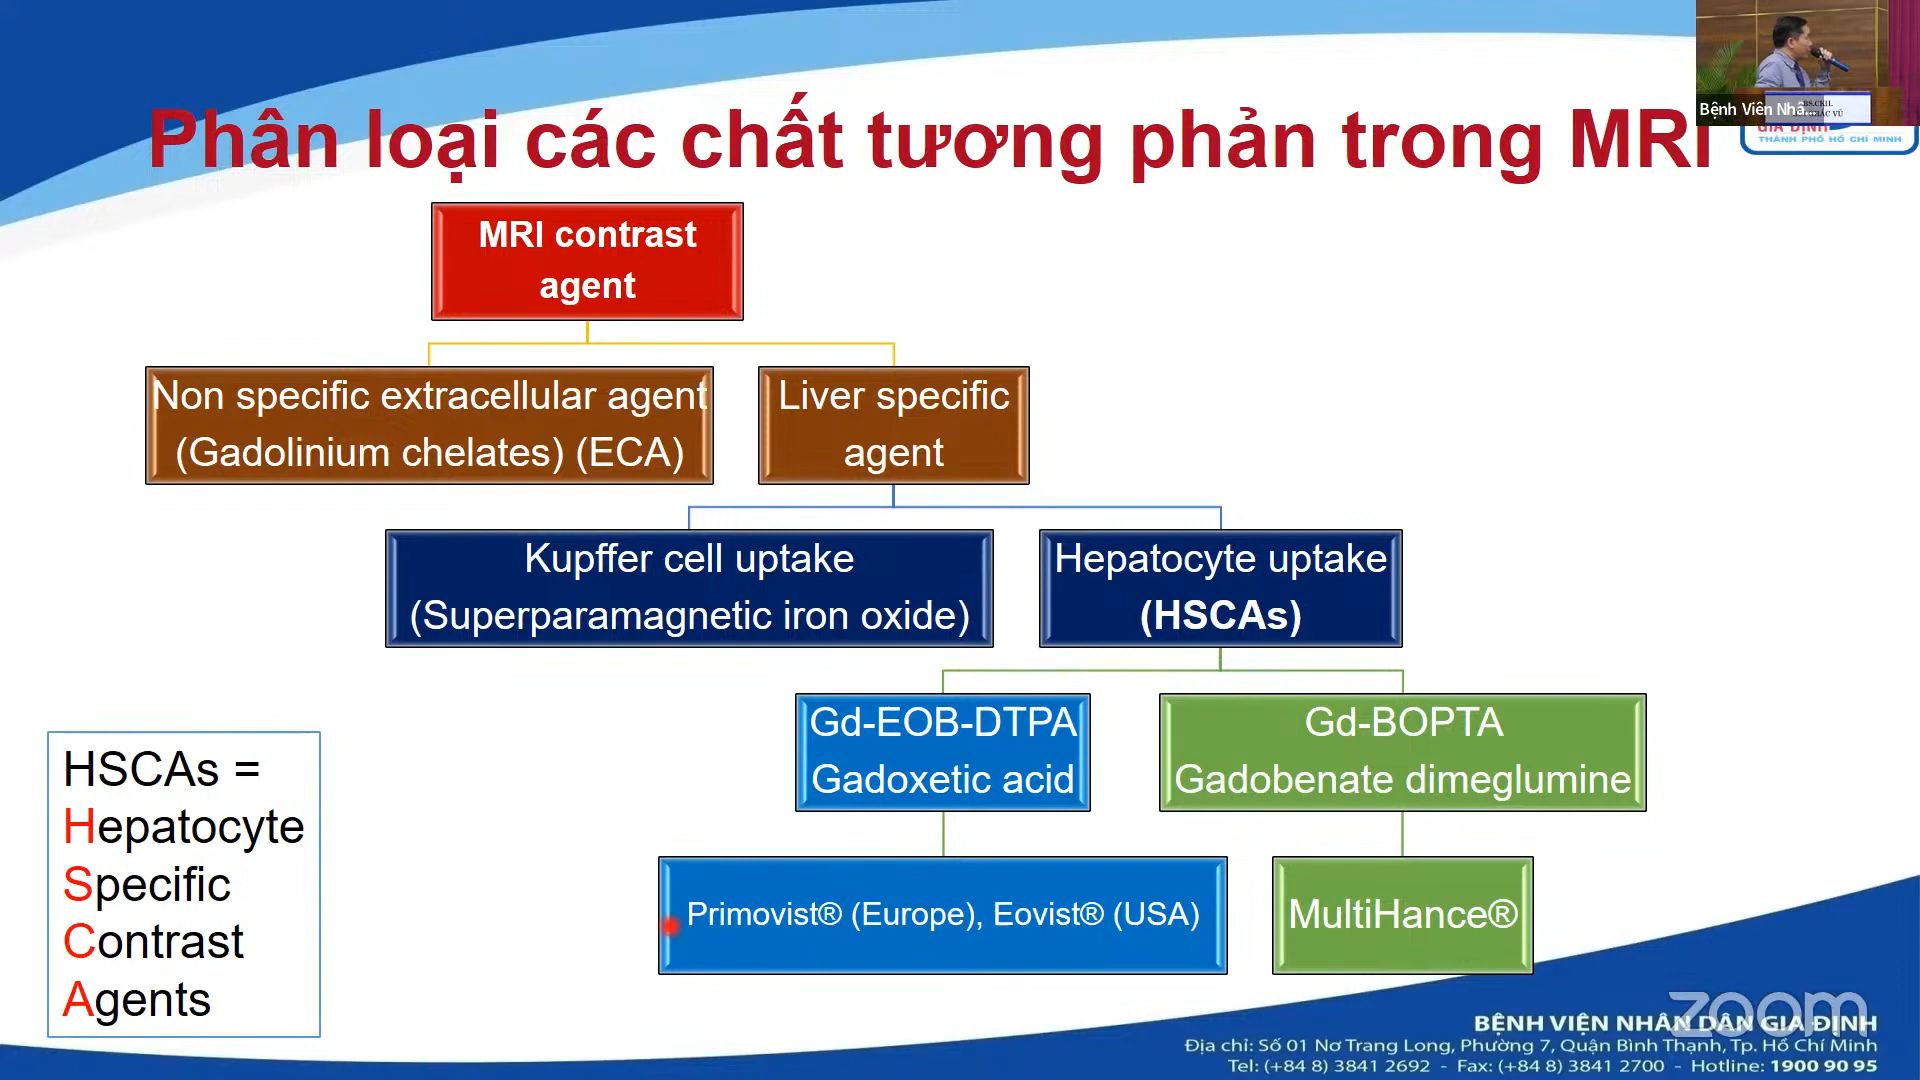 Phân loại các chất tương phản trong MRI
Bệnh Viện Nhâ...
BS.CKII.
GIA ĐỊNH
THÀNH PHỐ HỒ CHÍ MINH
MRI contrast
agent
Non specific extracellular agent
(Gadolinium chelates) (ECA)
Liver specific
agent
Kupffer cell uptake
(Superparamagnetic iron oxide)
Hepatocyte uptake
(HSCAs)
Gd-EOB-DTPA
Gadoxetic acid
Gd-BOPTA
Gadobenate dimeglumine
Primovist® (Europe), Eovist® (USA)
MultiHance®
HSCAs =
Hepatocyte
Specific
Contrast
Agents
zoom
BỆNH VIỆN NHÂN DÂN GIA ĐỊNH
Địa chỉ: Số 01 Nơ Trang Long, Phường 7, Quận Bình Thạnh, Tp. Hồ Chí Minh
Tel: (+84 8) 3841 2692 - Fax: (+84 8) 3841 2700 - Hotline: 1900 90 95